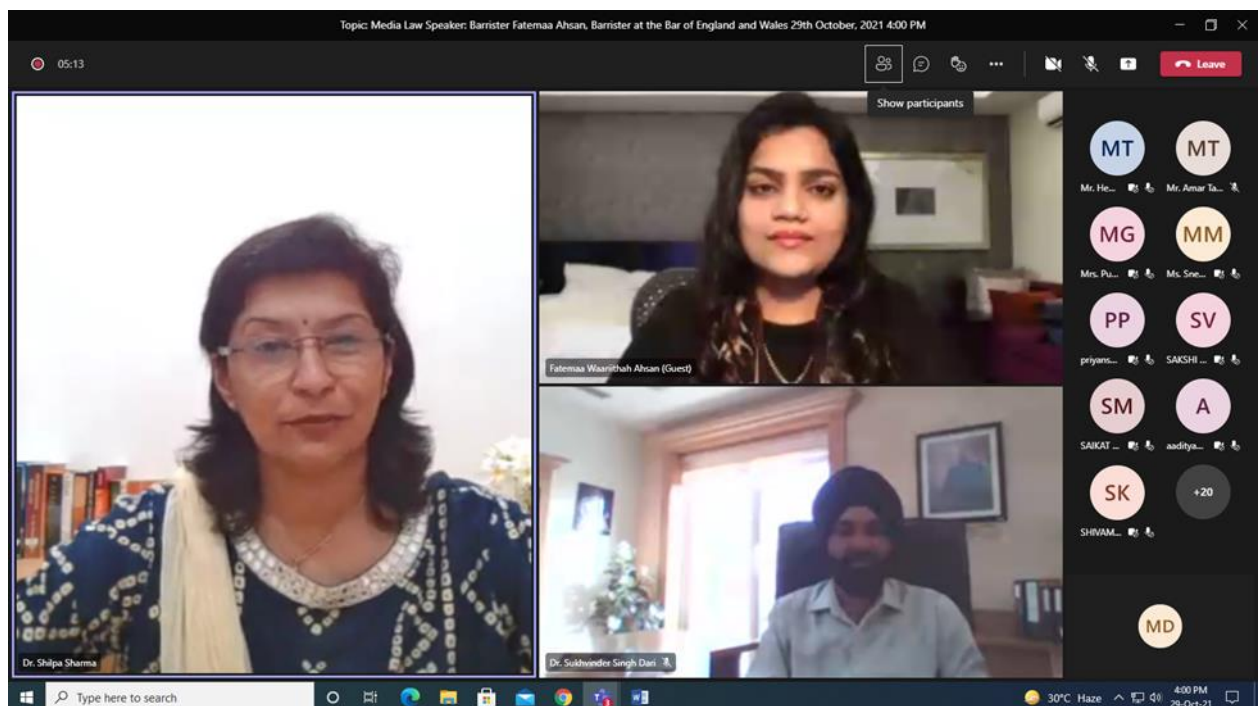 Topic: Media Law Speaker: Barrister Fatemaa Ahsan, Barrister at the Bar of England and Wales 29th October, 2021 4:00 PM
05:13
Leave
Show participants
MT
MT
Mr. He...
Mr. Amar Ta...
MG
MM
Mrs. Pu...
Ms. Sne...
PP
SV
priyans...
SAKSHI ...
SM
A
SAIKAT ...
aaditya...
SK
+20
SHIVAM...
MD
Fatemaa Waanithah Ahsan (Guest)
Dr. Shilpa Sharma
Dr. Sukhvinder Singh Dari
Type here to search
30°C Haze
4:00 PM
29-Oct-21